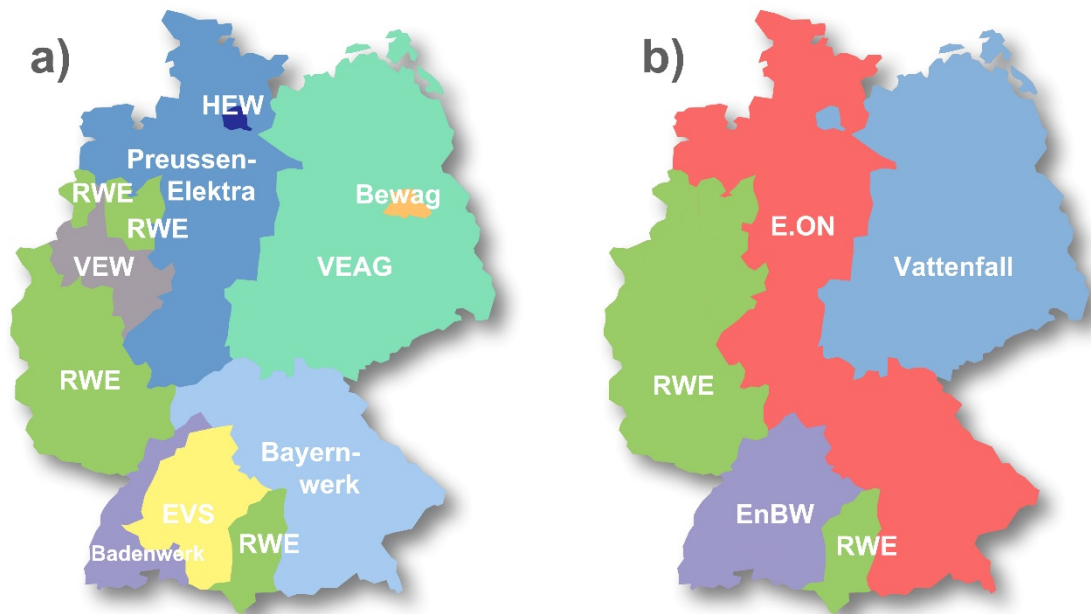 a)
HEW
Preussen-
Elektra
RWE
RWE
Bewag
VEW
VEAG
RWE
Bayern-
werk
EVS
RWE
Badenwerk
b)
E.ON
Vattenfall
RWE
EnBW
RWE